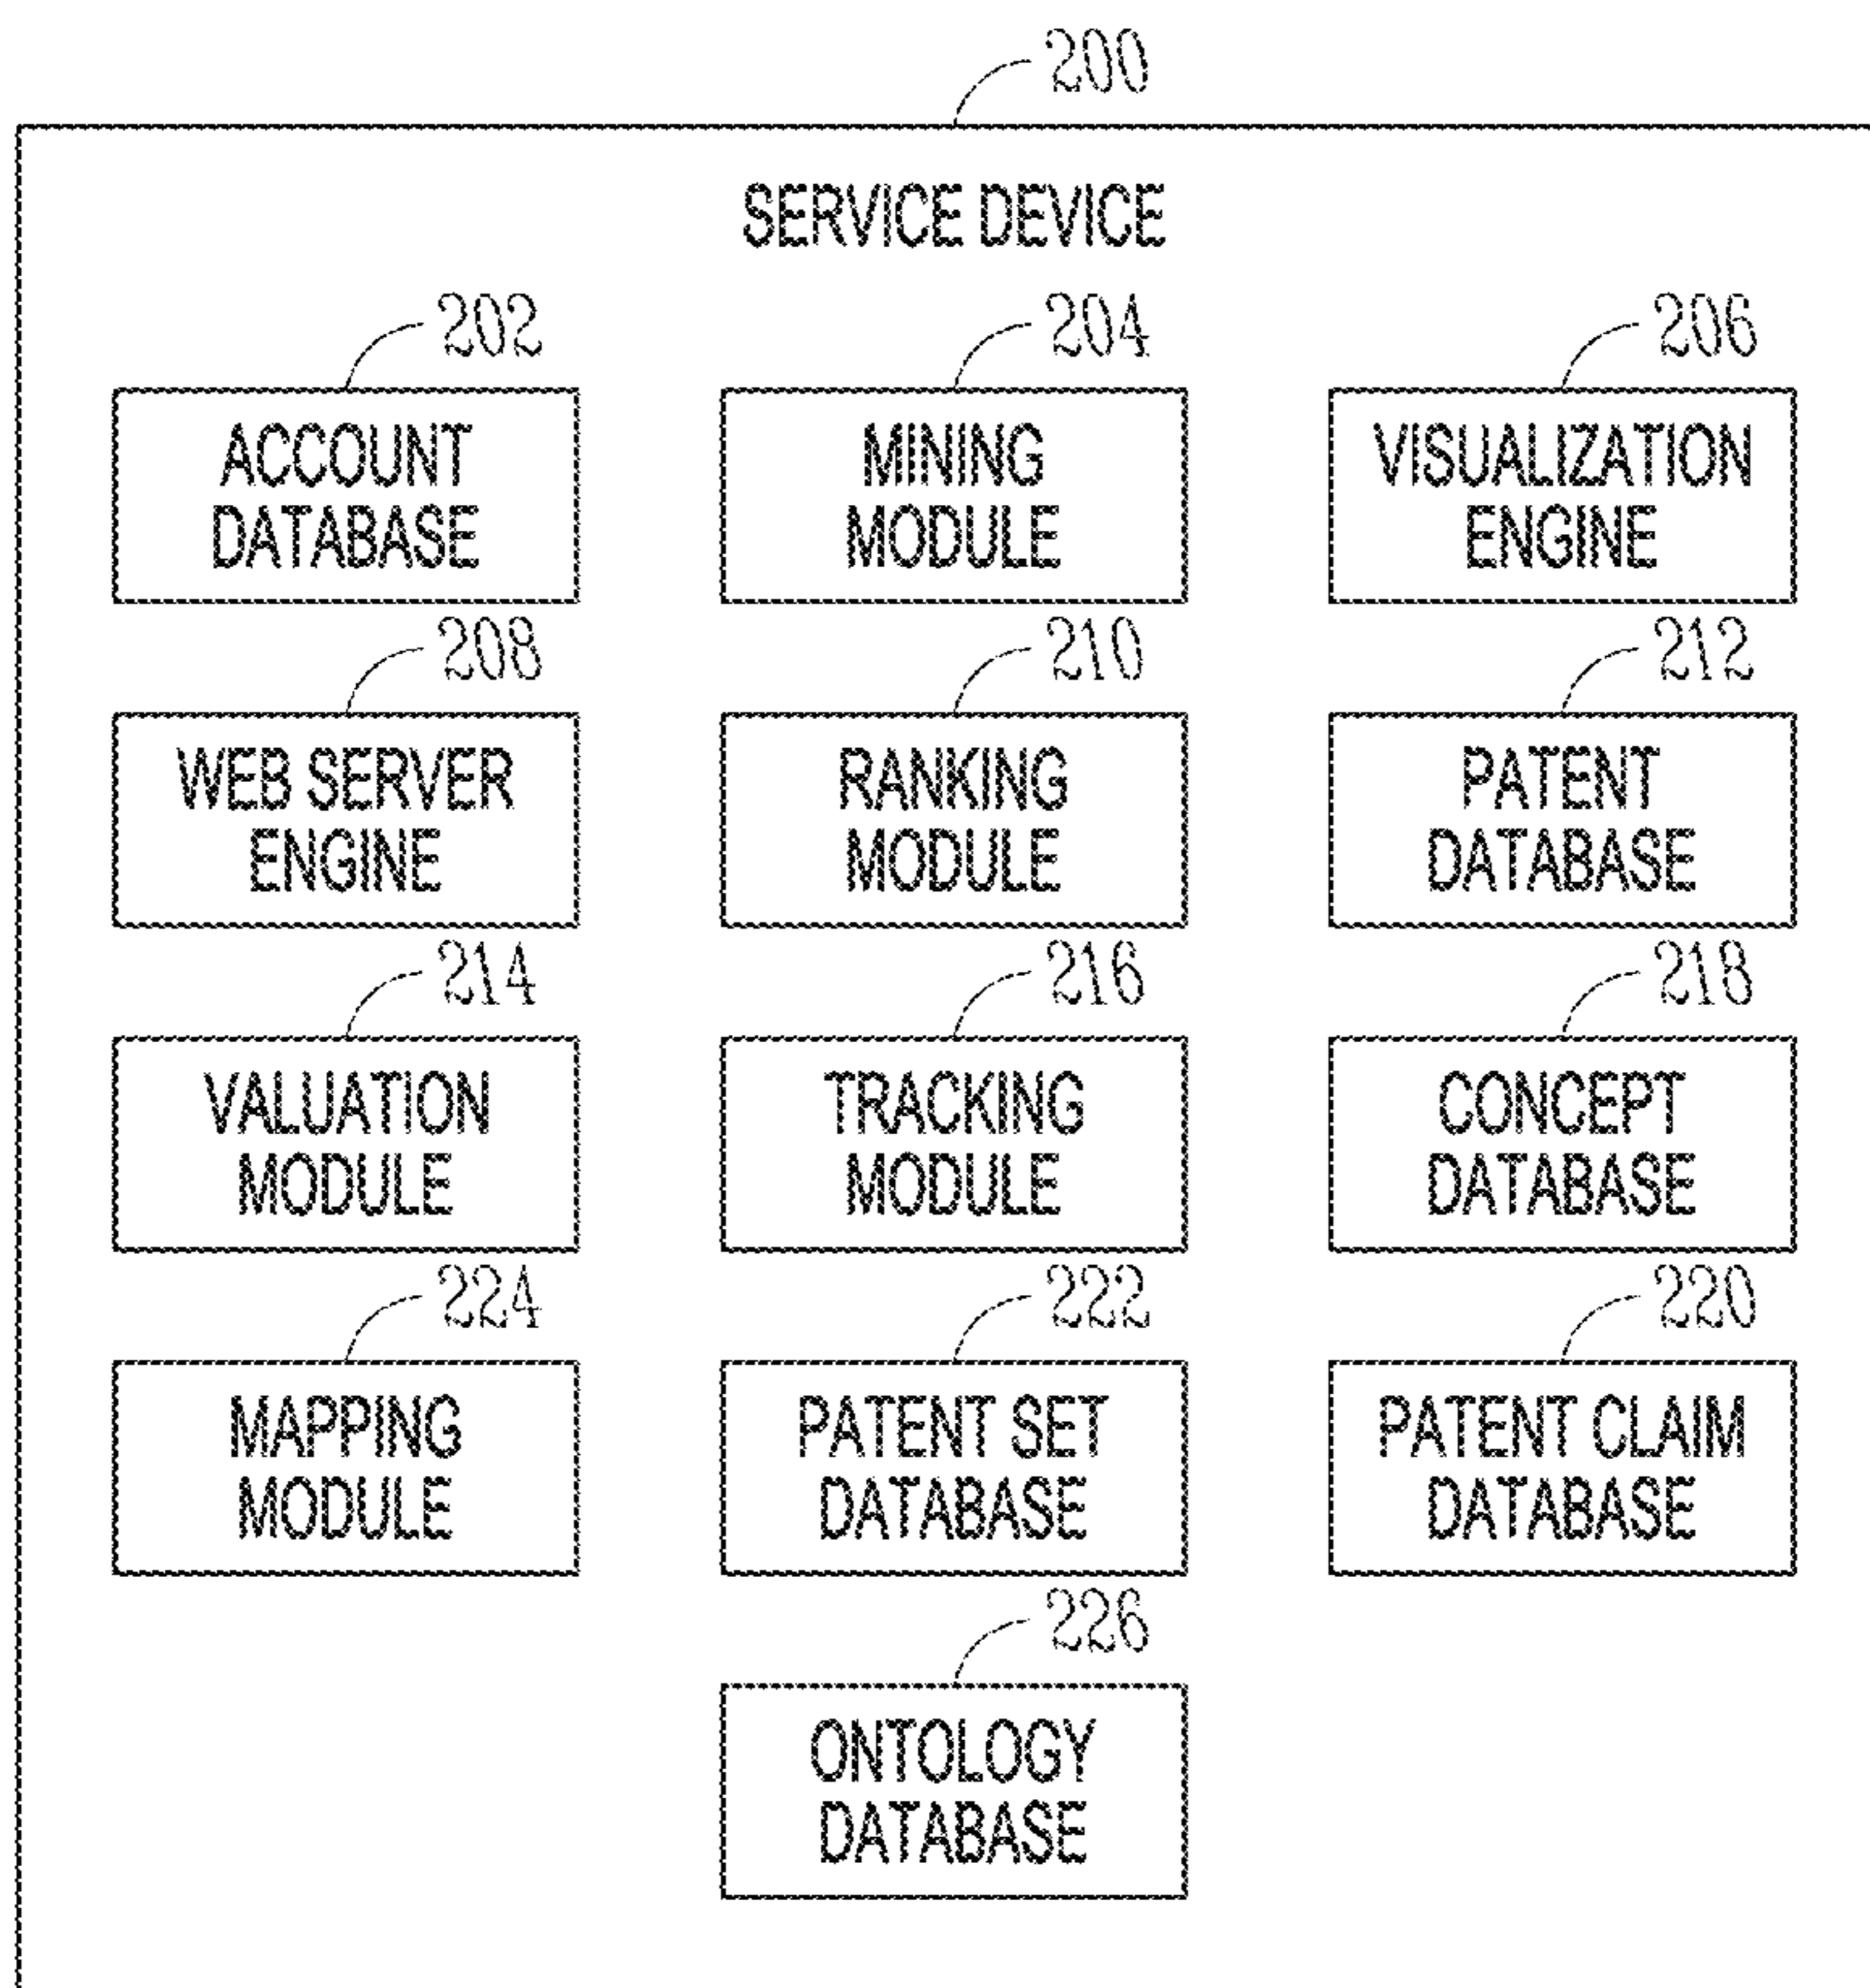 200
SERVICE DEVICE
202
204
206
ACCOUNT
DATABASE
MINING
MODULE
VISUALIZATION
ENGINE
208
210
212
WEB SERVER
ENGINE
RANKING
MODULE
PATENT
DATABASE
214
216
218
VALUATION
MODULE
TRACKING
MODULE
CONCEPT
DATABASE
224
222
220
MAPPING
MODULE
PATENT SET
DATABASE
PATENT CLAIM
DATABASE
226
ONTOLOGY
DATABASE